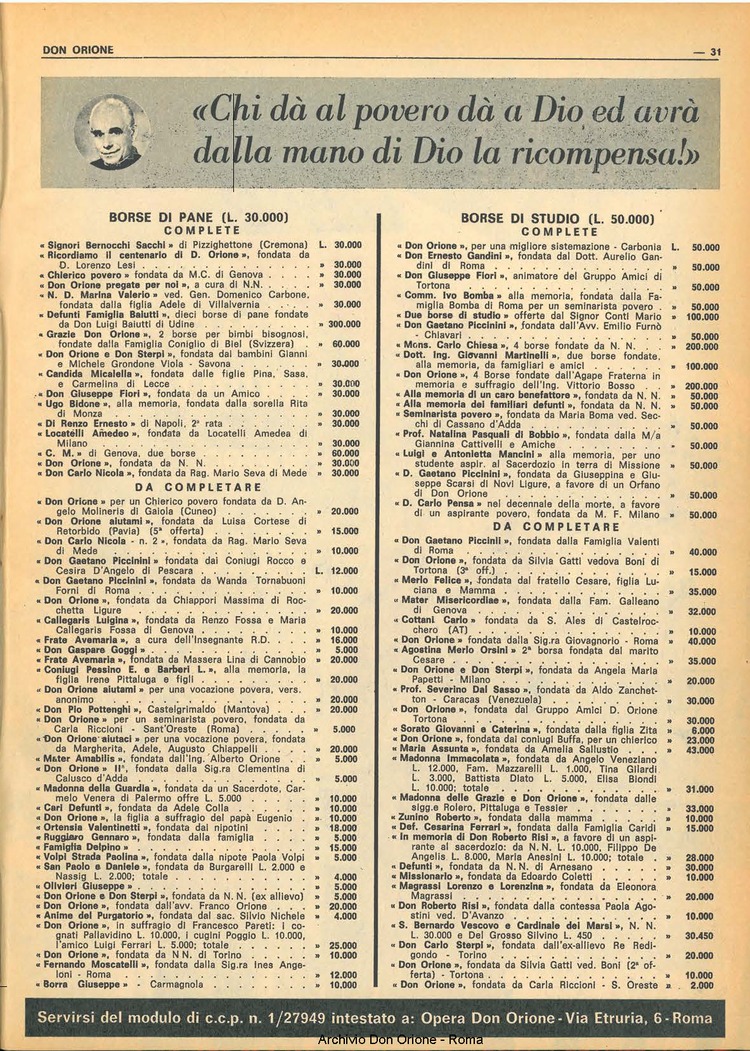 DON ORIONE — 31
«Chi dà al povero dà a Dio ed avrà
dalla mano di Dio la ricompensa!»
BORSE DI PANE (L. 30.000)
COMPLETE
« Signori Bernocchi Sacchi » di Pizzighettone (Cremona) L. 30.000
« Ricordiamo il centenario di D. Orione », fondata da
D. Lorenzo Lesi . . . . . . » 30.000
« Chierico povero » fondata da M.C. di Genova . . . . » 30.000
« Don Orione pregate per noi », a cura di N.N. . . . » 30.000
« N. D. Marina Valerio » ved. Gen. Domenico Carbone,
fondata dalla figlia Adele di Villalvernia . . . » 30.000
« Defunti Famiglia Baiutti », dieci borse di pane fondate
da Don Luigi Baiutti di Udine . . . . . » 300.000
« Grazie Don Orione », 2 borse per bimbi bisognosi,
fondate dalla Famiglia Coniglio di Biel (Svizzera) . » 60.000
« Don Orione e Don Sterpi », fondata dai bambini Gianni
e Michele Grondone Viola - Savona . . . . » 30.000
« Candida Micalella », fondata dalle figlie Pina, Sasa,
e Carmelina di Lecce . . . . . . » 30.000
« Don Giuseppe Fiori », fondata da un Amico . . . » 30.000
« Ugo Bidone », alla memoria, fondata dalla sorella Rita
di Monza . . . . . . . » 30.000
« Di Renzo Ernesto » di Napoli, 2ª rata . . . . » 30.000
« Locatelli Amedeo », fondata da Locatelli Amedea di
Milano . . . . . . . » 30.000
« C. M. » di Genova, due borse . . . . . » 60.000
« Don Orione », fondata da N. N. . . . . . » 30.000
« Don Carlo Nicola », fondata da Rag. Mario Seva di Mede » 30.000
DA COMPLETARE
« Don Orione » per un Chierico povero fondata da D. An-
gelo Molineris di Gaiola (Cuneo) . . . . » 20.000
« Don Orione aiutami », fondata da Luisa Cortese di
Retorbido (Pavia) (5ª offerta) . . . . . » 15.000
« Don Carlo Nicola - n. 2 », fondata da Rag. Mario Seva
di Mede . . . . . . . » 10.000
« Don Gaetano Piccinini » fondata dai Coniugi Rocco e
Cesira D'Angelo di Pescara . . . . . L. 12.000
« Don Gaetano Piccinini », fondata da Wanda Tornabuoni
Forni di Roma . . . . . . » 10.000
« Don Orione », fondata da Chiappori Massima di Roc-
chetta Ligure . . . . . . » 20.000
« Callegaris Luigina », fondata da Renzo Fossa e Maria
Callegaris Fossa di Genova . . . . . » 10.000
« Frate Avemaria », a cura dell'Insegnante R.D. . . . » 16.000
« Don Gaspare Goggi » . . . . . . » 5.000
« Frate Avemaria », fondata da Massera Lina di Cannobio » 20.000
« Coniugi Pessino E. e Barberi L. », alla memoria, la
figlia Irene Pittaluga e figli . . . . . » 20.000
« Don Orione aiutami » per una vocazione povera, vers.
anonimo . . . . . . . » 20.000
« Don Pio Pottenghi », Castelgrimaldo (Mantova) . . » 20.000
« Don Orione » per un seminarista povero, fondata da
Carla Riccioni - Sant'Oreste (Roma) . . . . » 5.000
« Don Orione aiutaci » per una vocazione povera, fondata
da Margherita, Adele, Augusto Chiappelli . . . » 20.000
« Mater Amabilis », fondata dall'Ing. Alberto Orione . . » 5.000
« Don Orione » II°, fondata dalla Sig.ra Clementina di
Calusco d'Adda . . . . . . » 5.000
« Madonna della Guardia » da un Sacerdote, Car-
melo Venera di Palermo offre L. 5.000 . . . » 10.000
« Cari Defunti », fondata da Adele Colla . . . . » 10.000
« Don Orione », la figlia a suffragio del papà Eugenio . » 10.000
« Ortensia Valentinetti », fondata dai nipotini . . . » 18.000
« Ruggiaro Gennaro », fondata dalla famiglia . . . » 5.000
« Famiglia Delpino » . . . . . . » 15.000
« Volpi Strada Paolina », fondata dalla nipote Paola Volpi » 5.000
« San Paolo e Daniele », fondata da Burgarelli L. 2.000 e
Nassig L. 2.000; totale . . . . . . » 4.000
« Olivieri Giuseppe » . . . . . . » 5.000
« Don Orione e Don Sterpi », fondata da N. N. (ex allievo) » 5.000
« Don Orione », fondata dall'avv. Franco Orione . . . » 20.000
« Anime del Purgatorio », fondata dal sac. Silvio Nichele » 4.000
« Don Orione », in suffragio di Francesco Pareti: i co-
gnati Pallavidino L. 10.000, i cugini Poggio L. 10.000,
l'amico Luigi Ferrari L. 5.000; totale . . . . » 25.000
« Don Orione », fondata da N N. di Torino . . . . » 10.000
« Fernando Moscatelli », fondata dalla Sig.ra Ines Ange-
loni - Roma . . . . . . . » 12.000
« Borra Giuseppe » - Carmagnola . . . . . » 10.000
BORSE DI STUDIO (L. 50.000)
COMPLETE
« Don Orione », per una migliore sistemazione - Carbonia L. 50.000
« Don Ernesto Gandini », fondata dal Dott. Aurelio Gan-
dini di Roma . . . . . . » 50.000
« Don Giuseppe Fiori », animatore del Gruppo Amici di
Tortona . . . . . . . » 50.000
« Comm. Ivo Bomba » alla memoria, fondata dalla Fa-
miglia Bomba di Roma per un seminarista povero . » 50.000
« Due borse di studio » offerte dal Signor Conti Mario » 100.000
« Don Gaetano Piccinini », fondata dall'Avv. Emilio Furnò
- Chiavari . . . . . . . » 50.000
« Mons. Carlo Chiesa », 4 borse fondate da N. N. . . » 200.000
« Dott. Ing. Giovanni Martinelli », due borse fondate,
alla memoria, da famigliari e amici . . . . » 100.000
« Don Orione », 4 Borse fondate dall'Agape Fraterna in
memoria e suffragio dell'Ing. Vittorio Bosso . . » 200.000
« Alla memoria di un caro benefattore », fondata da N. N. » 50.000
« Alla memoria dei familiari defunti », fondata da N. N. » 50.000
« Seminarista povero », fondata da Maria Boma ved. Sec-
chi di Cassano d'Adda . . . . . . » 50.000
« Prof. Natalina Pasquali di Bobbio », fondata dalla M/a
Giannina Cattivelli e Amiche . . . . . » 50.000
« Luigi e Antonietta Mancini » alla memoria, per uno
studente aspir. al Sacerdozio in terra di Missione » 50.000
« D. Gaetano Piccinini », fondata da Giuseppina e Giu-
seppe Scarsi di Novi Ligure, a favore di un Orfano
di Don Orione . . . . . . » 50.000
« D. Carlo Pensa » nel decennale della morte, a favore
di un aspirante povero, fondata da M. F. Milano . » 50.000
DA COMPLETARE
« Don Gaetano Piccinii », fondata dalla Famiglia Valenti
di Roma . . . . . . . » 40.000
« Don Orione », fondata da Silvia Gatti vedova Boni di
Tortona (3ª off.) . . . . . . » 15.000
« Merlo Felice », fondata dal fratello Cesare, figlia Lu-
ciana e Mamma . . . . . . » 35.000
« Mater Misericordiae », fondata dalla Fam. Galleano
di Genova . . . . . . . » 32.000
« Cottani Carlo » fondata da S. Ales di Castelroc-
chero (AT) . . . . . . . » 10.000
« Don Orione » fondata dalla Sig.ra Giovagnorio - Roma » 40.000
« Agostina Merlo Orsini » 2ª borsa fondata dal marito
Cesare . . . . . . . » 35.000
« Don Orione e Don Sterpi », fondata da Angela Maria
Papetti - Milano . . . . . . » 20.000
« Prof. Severino Dal Sasso », fondata da Aldo Zanchet-
ton - Caracas (Venezuela) . . . . . » 30.000
« Don Orione », fondata dal Gruppo Amici D. Orione
Tortona . . . . . . . » 30.000
« Sorato Giovanni e Caterina », fondata dalla figlia Zita » 6.000
« Don Orione », fondata dai coniugi Buffa, per un chierico » 23.000
« Maria Assunta », fondata da Amelia Sallustio . . . » 43.000
« Madonna Immacolata », fondata da Angelo Veneziano
L. 12.000, Fam. Mazzarelli L. 1.000, Tina Gilardi
L. 3.000, Battista Dlato L. 5.000, Elisa Biondi
L. 10.000; totale . . . . . . » 31.000
« Madonna delle Grazie e Don Orione », fondata dalle
sigg.e Rolero, Pittaluga e Tessier . . . . » 33.000
« Zunino Roberto », fondata dalla mamma . . . . » 10.000
« Def. Cesarina Ferrari », fondata dalla Famiglia Caridi » 15.000
« In memoria di Don Roberto Risi », a favore di un aspi-
rante al sacerdozio: da N. N. L. 10.000, Filippo De
Angelis L. 8.000, Maria Anesini L. 10.000; totale . » 28.000
« Defunti », fondata da N. N. di Arnesano . . . . » 30.000
« Missionario », fondata da Edoardo Coletti . . . . » 10.000
« Magrassi Lorenzo e Lorenzina », fondata da Eleonora
Magrassi . . . . . . . » 20.000
« Don Roberto Risi », fondata dalla contessa Paola Ago-
stini ved. D'Avanzo . . . . . . » 10.000
« S. Bernardo Vescovo e Cardinale dei Marsi », N. N.
L. 30.000 e Del Grosso Silvino L. 450 . . . » 30.450
« Don Carlo Sterpi », fondata dall'ex-allievo Re Redi-
gondo - Torino . . . . . . » 20.000
« Don Orione », fondata da Silvia Gatti ved. Boni (2ª of-
ferta) - Tortona . . . . . . » 10.000
« Don Orione », fondata da Carla Riccioni - S. Oreste » 2.000
Servirsi del modulo di c.c.p. n. 1/27949 intestato a: Opera Don Orione - Via Etruria, 6 - Roma
Archivio Don Orione - Roma